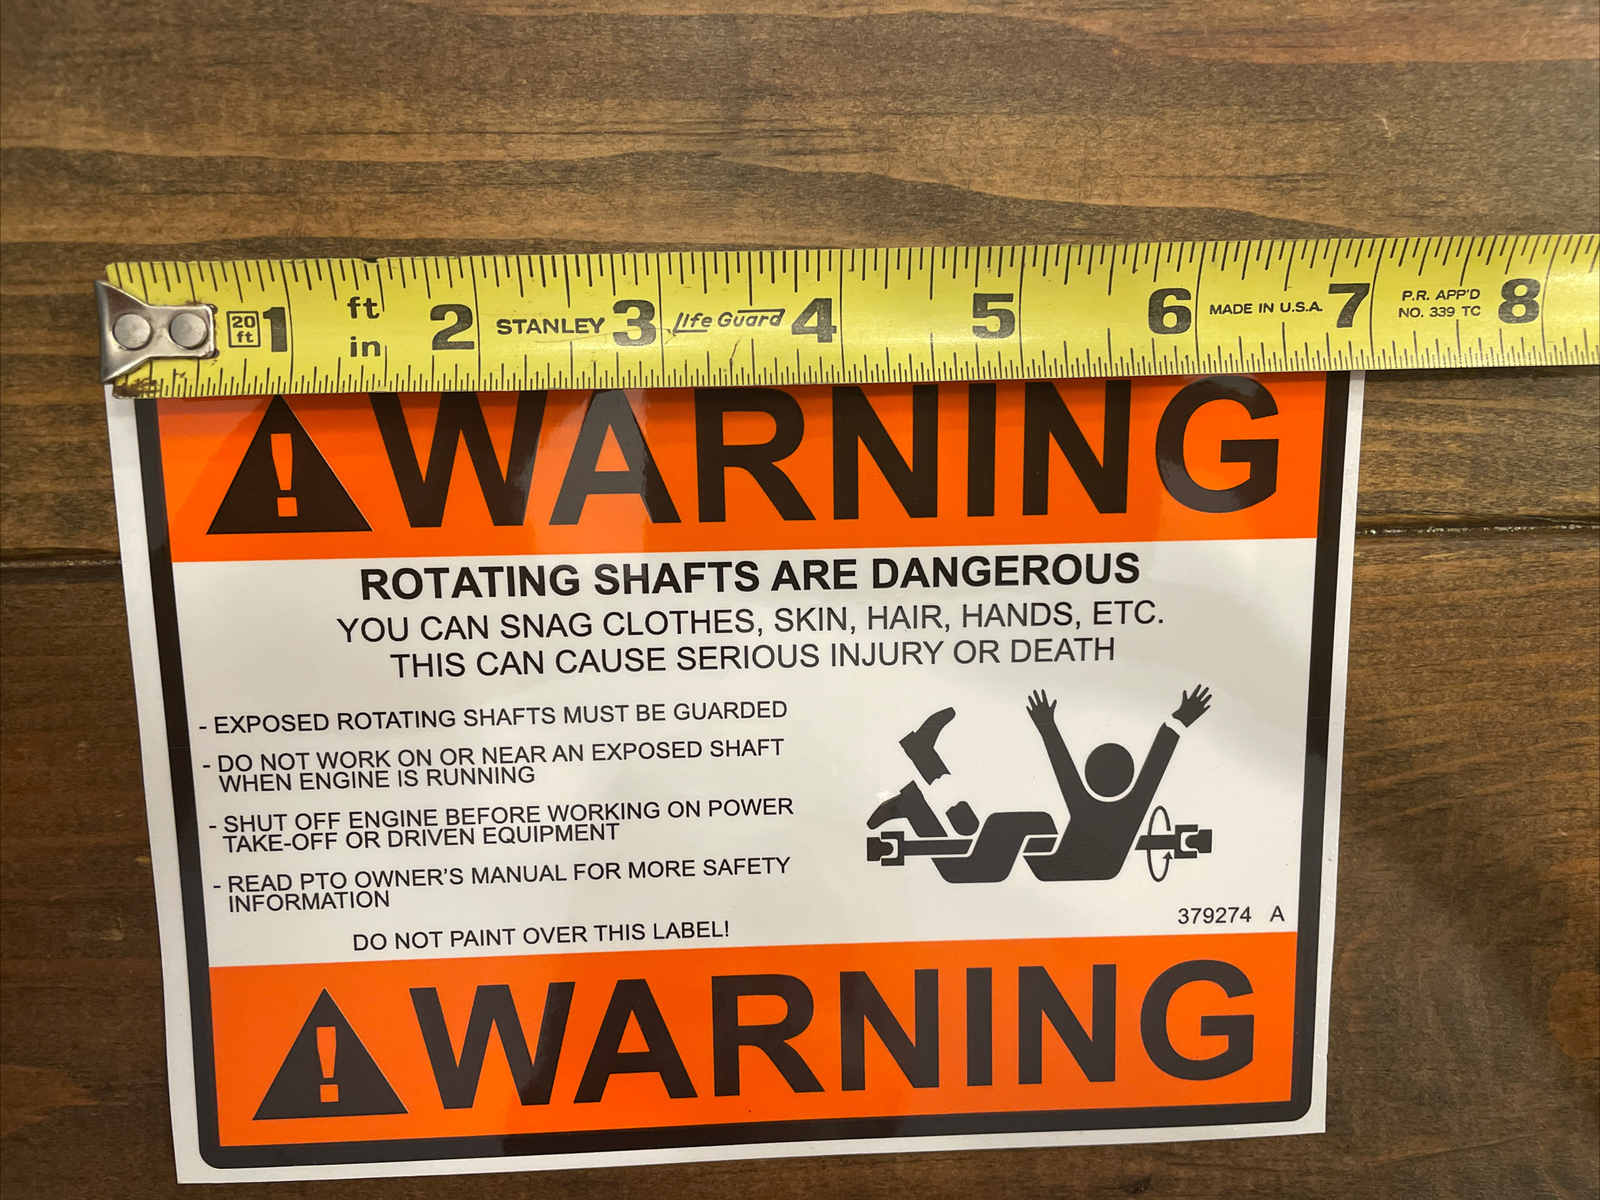 20 ft 1 ft in 2 STANLEY 3 Life Guard 4 5 6 MADE IN U.S.A. 7 P.R. APP'D NO. 339 TC 8
! WARNING
ROTATING SHAFTS ARE DANGEROUS
YOU CAN SNAG CLOTHES, SKIN, HAIR, HANDS, ETC.
THIS CAN CAUSE SERIOUS INJURY OR DEATH
- EXPOSED ROTATING SHAFTS MUST BE GUARDED
- DO NOT WORK ON OR NEAR AN EXPOSED SHAFT
WHEN ENGINE IS RUNNING
- SHUT OFF ENGINE BEFORE WORKING ON POWER
TAKE-OFF OR DRIVEN EQUIPMENT
- READ PTO OWNER'S MANUAL FOR MORE SAFETY
INFORMATION
DO NOT PAINT OVER THIS LABEL!
379274 A
! WARNING